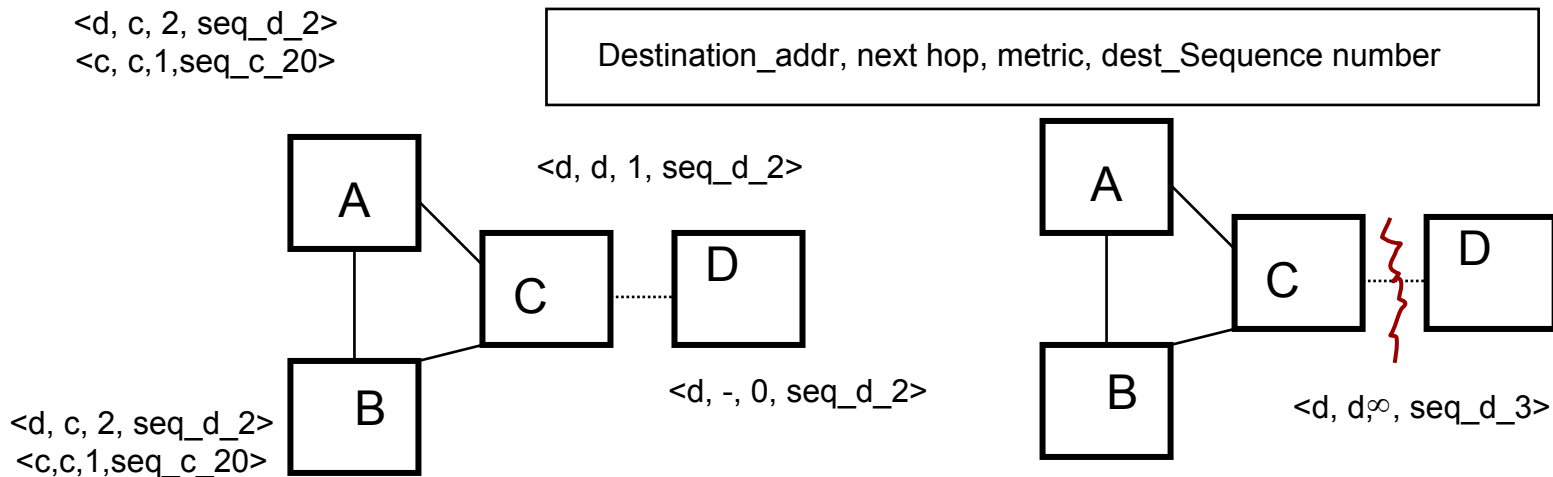 <d, c, 2, seq_d_2>
<c, c,1,seq_c_20>
Destination_addr, next hop, metric, dest_Sequence number
A
<d, d, 1, seq_d_2>
C
D
<d, -, 0, seq_d_2>
B
<d, c, 2, seq_d_2>
<c,c,1,seq_c_20>
A
C
D
B
<d, d,∞, seq_d_3>